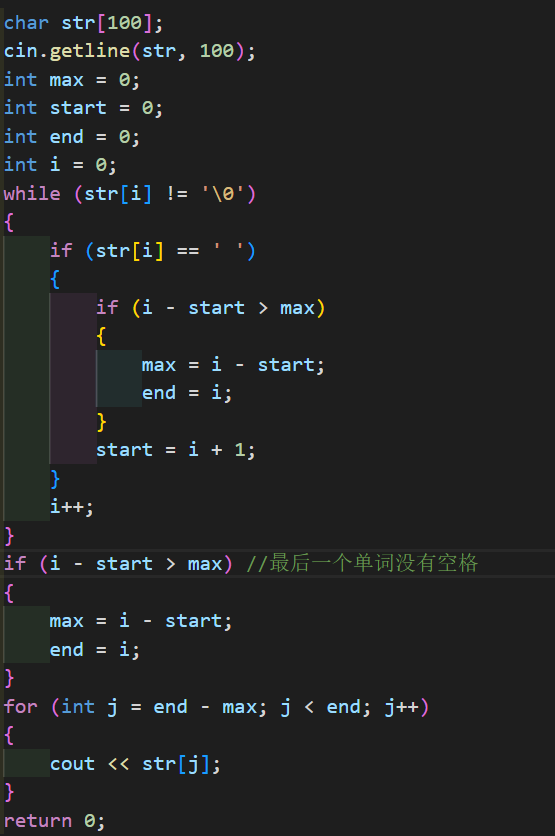 char str[100];
cin.getline(str, 100);
int max = 0;
int start = 0;
int end = 0;
int i = 0;
while (str[i] != '\0')
{
    if (str[i] == ' ')
    {
        if (i - start > max)
        {
            max = i - start;
            end = i;
        }
        start = i + 1;
    }
    i++;
}
if (i - start > max) //最后一个单词没有空格
{
    max = i - start;
    end = i;
}
for (int j = end - max; j < end; j++)
{
    cout << str[j];
}
return 0;